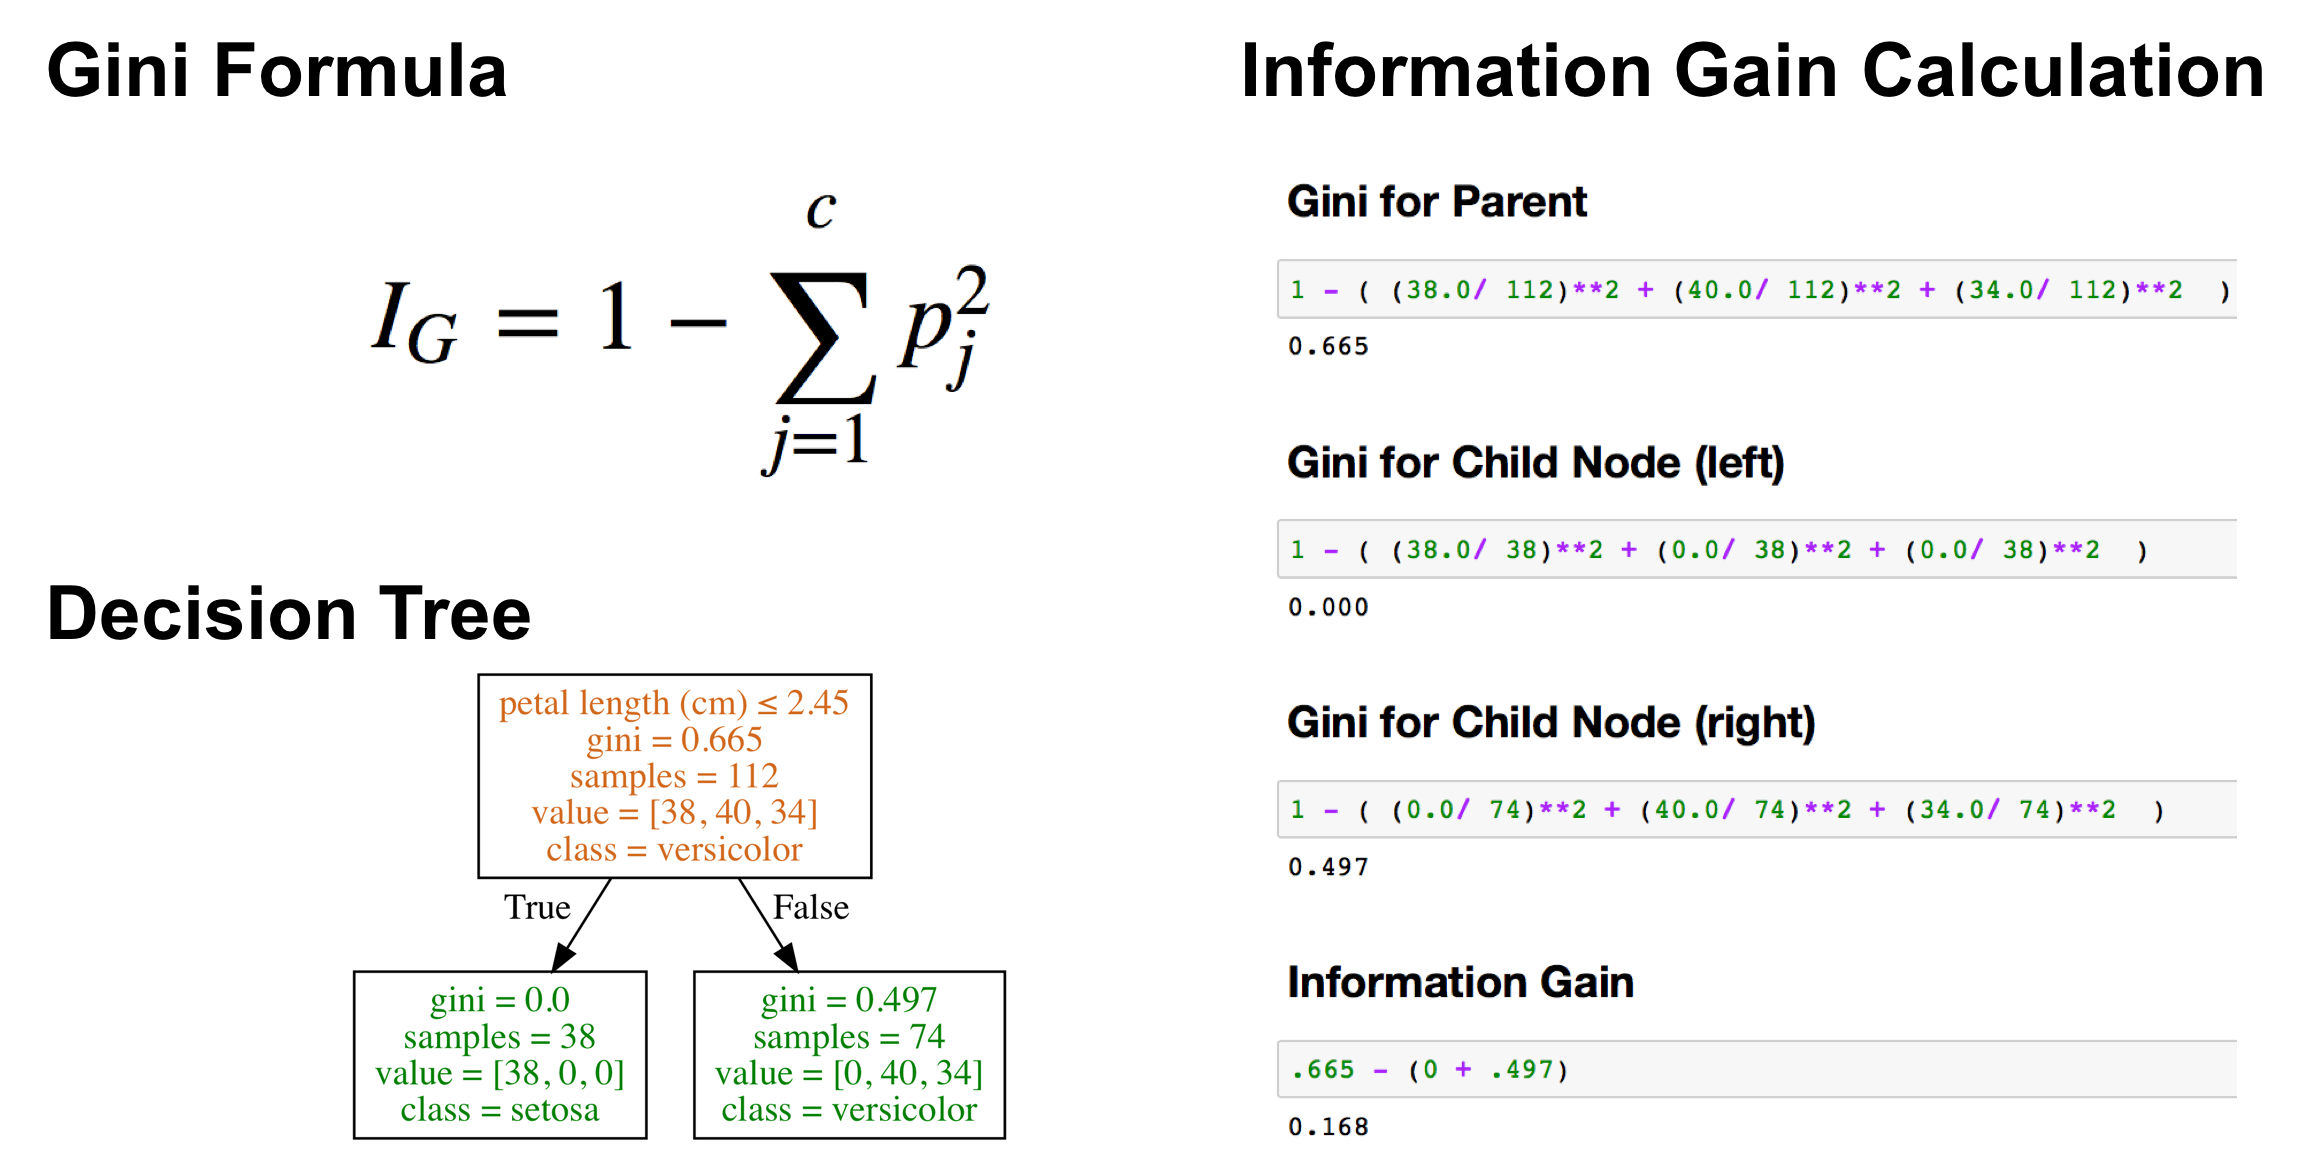 Gini Formula
I_G = 1 − ∑_{j=1}^{c} p_j^2
Decision Tree
petal length (cm) ≤ 2.45
gini = 0.665
samples = 112
value = [38, 40, 34]
class = versicolor
True
False
gini = 0.0
samples = 38
value = [38, 0, 0]
class = setosa
gini = 0.497
samples = 74
value = [0, 40, 34]
class = versicolor
Information Gain Calculation
Gini for Parent
1 - ( (38.0/ 112)**2 + (40.0/ 112)**2 + (34.0/ 112)**2  )
0.665
Gini for Child Node (left)
1 - ( (38.0/ 38)**2 + (0.0/ 38)**2 + (0.0/ 38)**2  )
0.000
Gini for Child Node (right)
1 - ( (0.0/ 74)**2 + (40.0/ 74)**2 + (34.0/ 74)**2  )
0.497
Information Gain
.665 - (0 + .497)
0.168